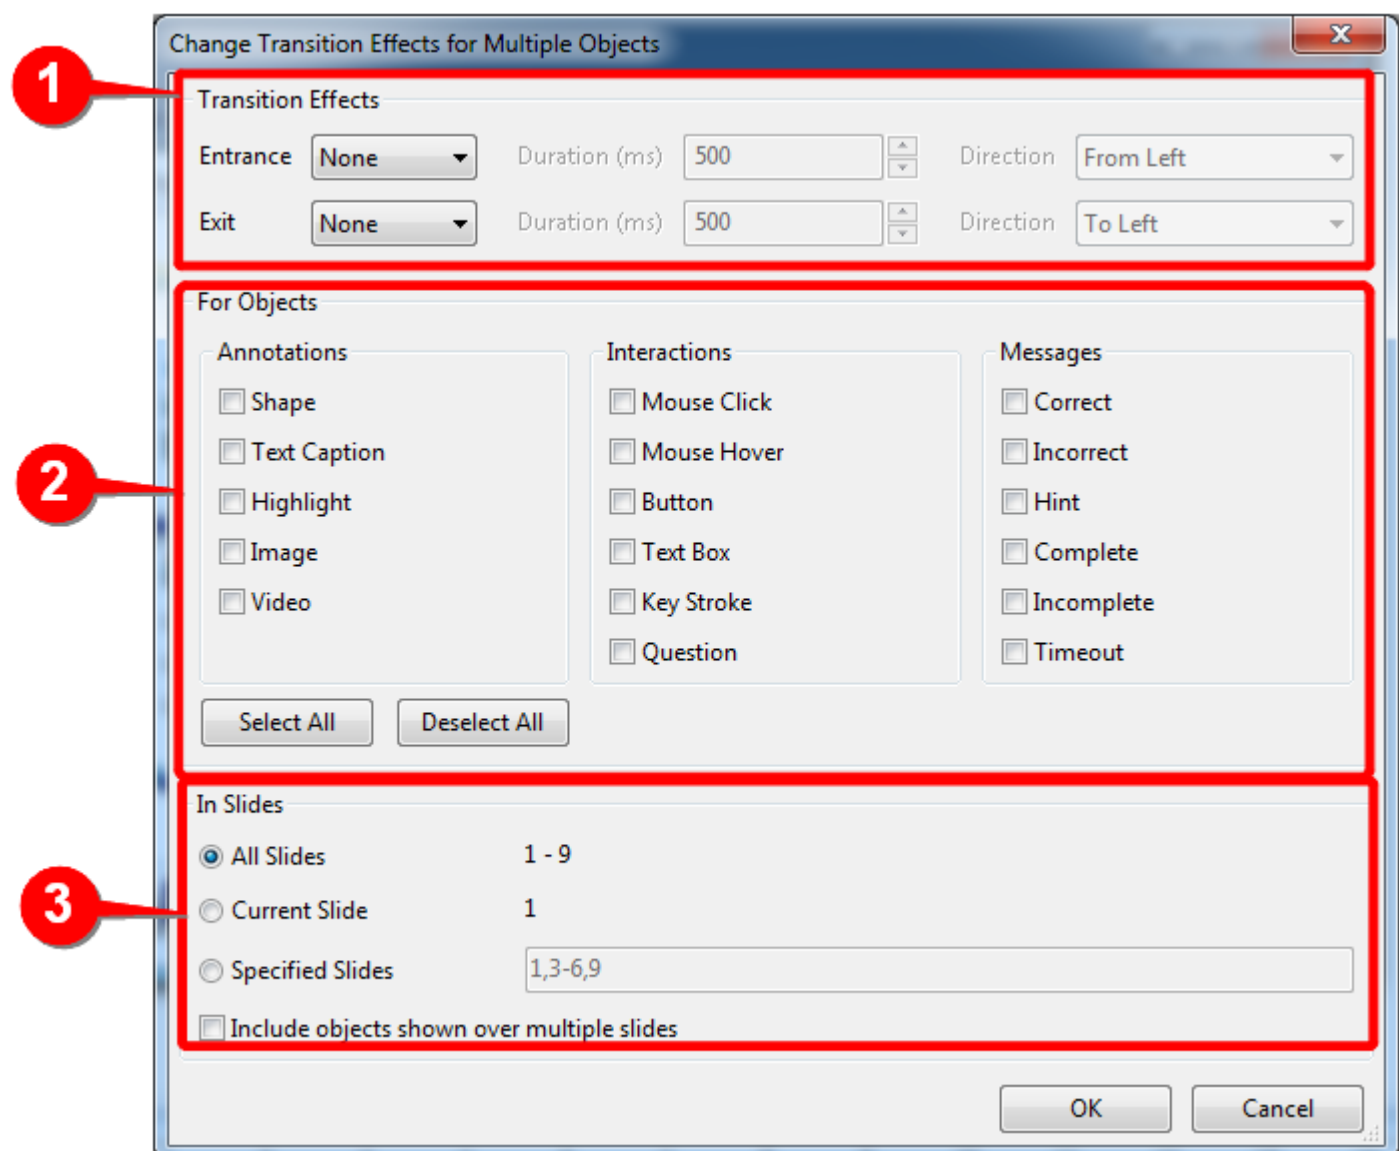 Change Transition Effects for Multiple Objects
1
Transition Effects
Entrance None Duration (ms) 500 Direction From Left
Exit None Duration (ms) 500 Direction To Left
2
For Objects
Annotations Interactions Messages
Shape Mouse Click Correct
Text Caption Mouse Hover Incorrect
Highlight Button Hint
Image Text Box Complete
Video Key Stroke Incomplete
Question Timeout
Select All Deselect All
3
In Slides
All Slides 1 - 9
Current Slide 1
Specified Slides 1,3-6,9
Include objects shown over multiple slides
OK Cancel